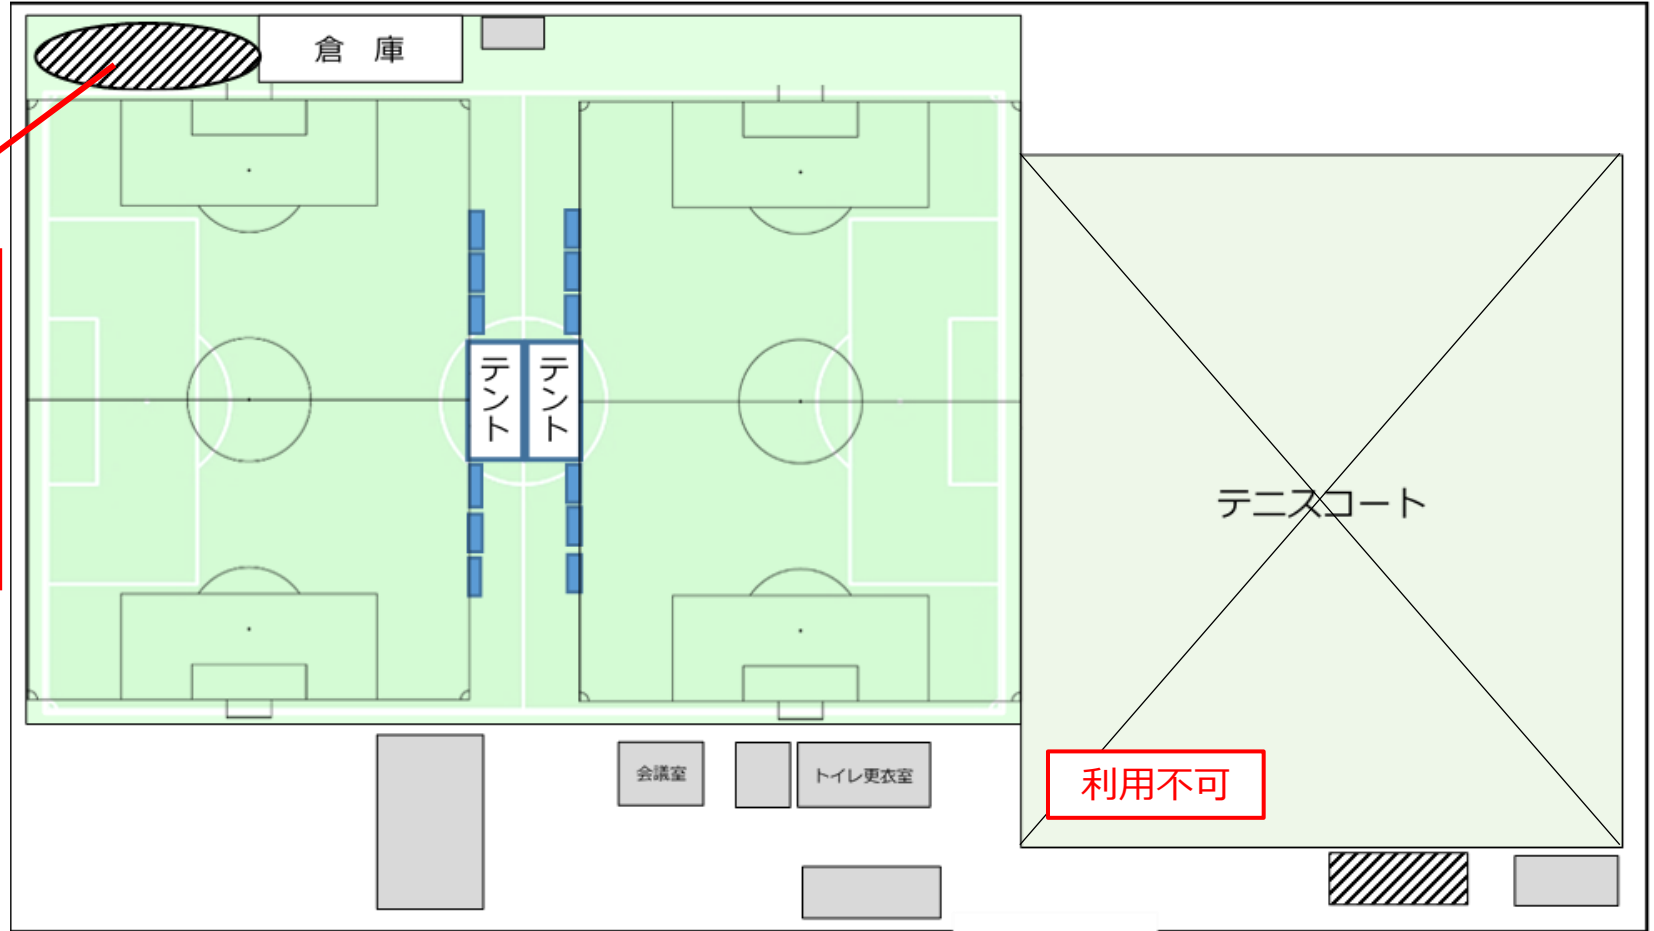 倉 庫
テント
テント
テニスコート
利用不可
会議室
トイレ更衣室